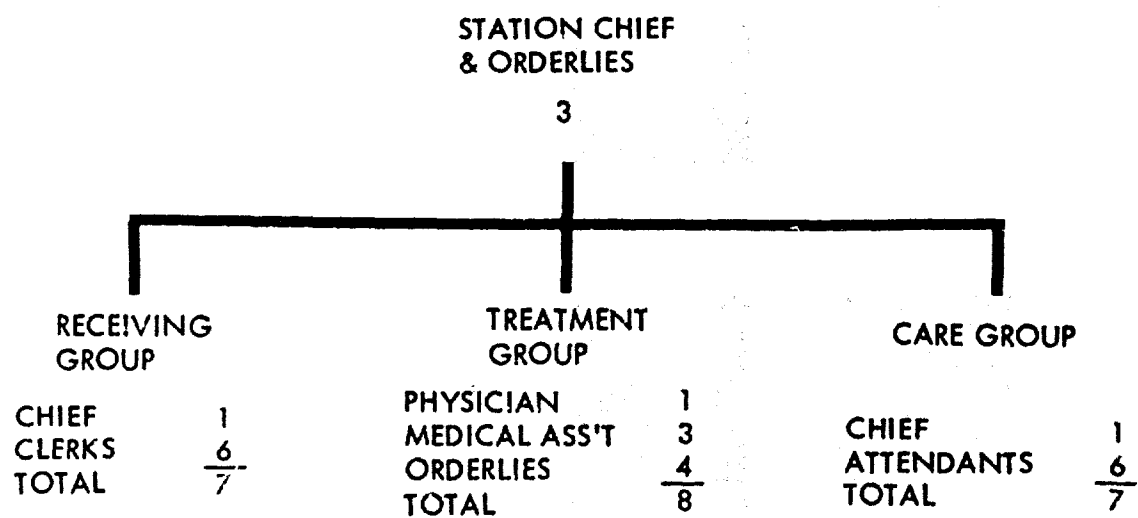 STATION CHIEF
& ORDERLIES
3
RECEIVING
GROUP
CHIEF 1
CLERKS 6
TOTAL 7
TREATMENT
GROUP
PHYSICIAN 1
MEDICAL ASS'T 3
ORDERLIES 4
TOTAL 8
CARE GROUP
CHIEF 1
ATTENDANTS 6
TOTAL 7